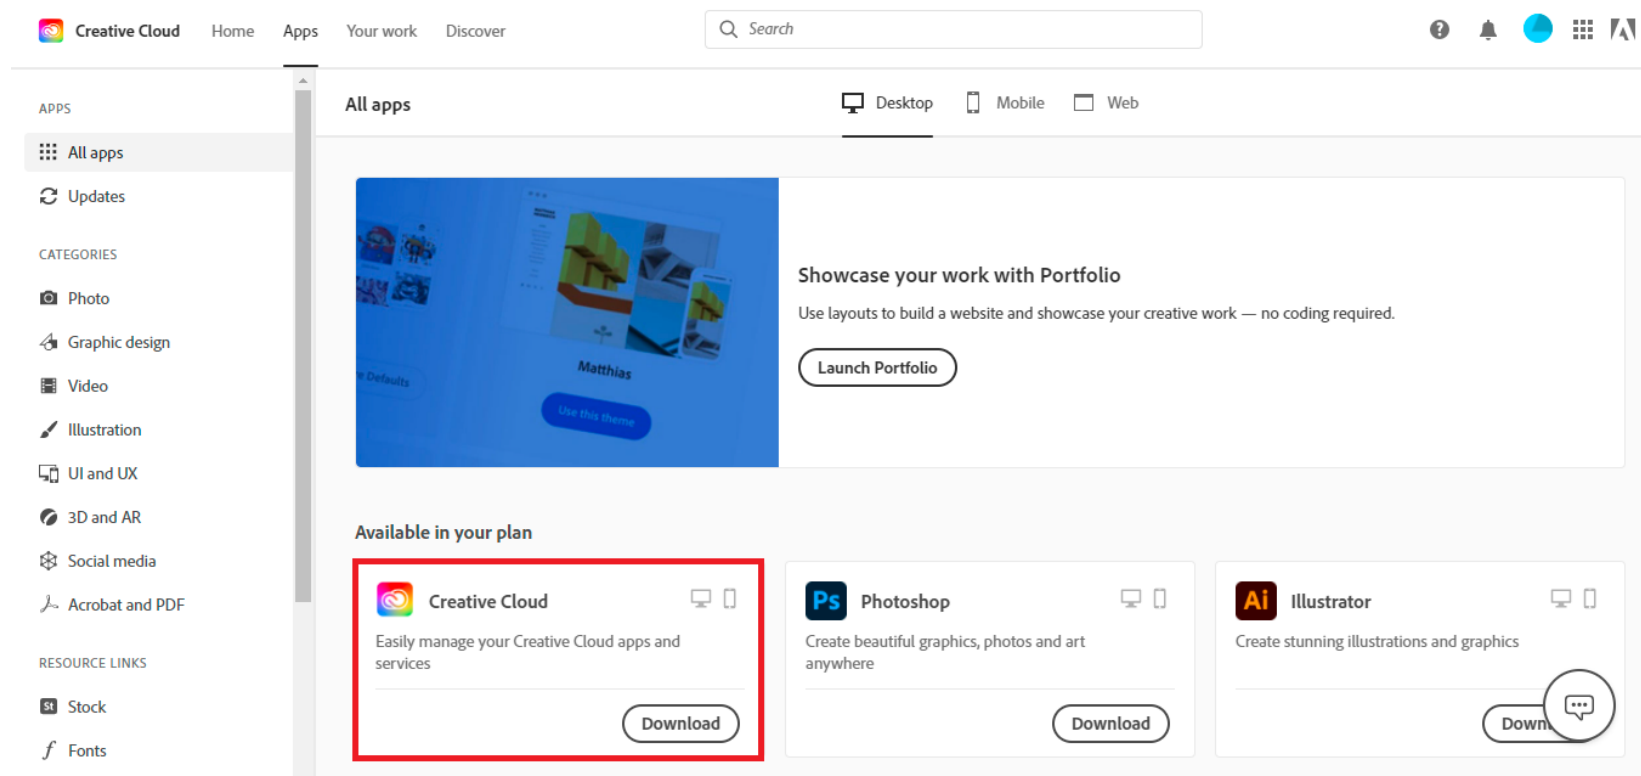 Creative Cloud
Home
Apps
Your work
Discover
Search
APPS
All apps
Updates
CATEGORIES
Photo
Graphic design
Video
Illustration
UI and UX
3D and AR
Social media
Acrobat and PDF
RESOURCE LINKS
St Stock
Fonts
All apps
Desktop
Mobile
Web
Matthias
Defaults
Use this theme
Showcase your work with Portfolio
Use layouts to build a website and showcase your creative work — no coding required.
Launch Portfolio
Available in your plan
Creative Cloud
Easily manage your Creative Cloud apps and
services
Download
Ps Photoshop
Create beautiful graphics, photos and art
anywhere
Download
Ai Illustrator
Create stunning illustrations and graphics
Down